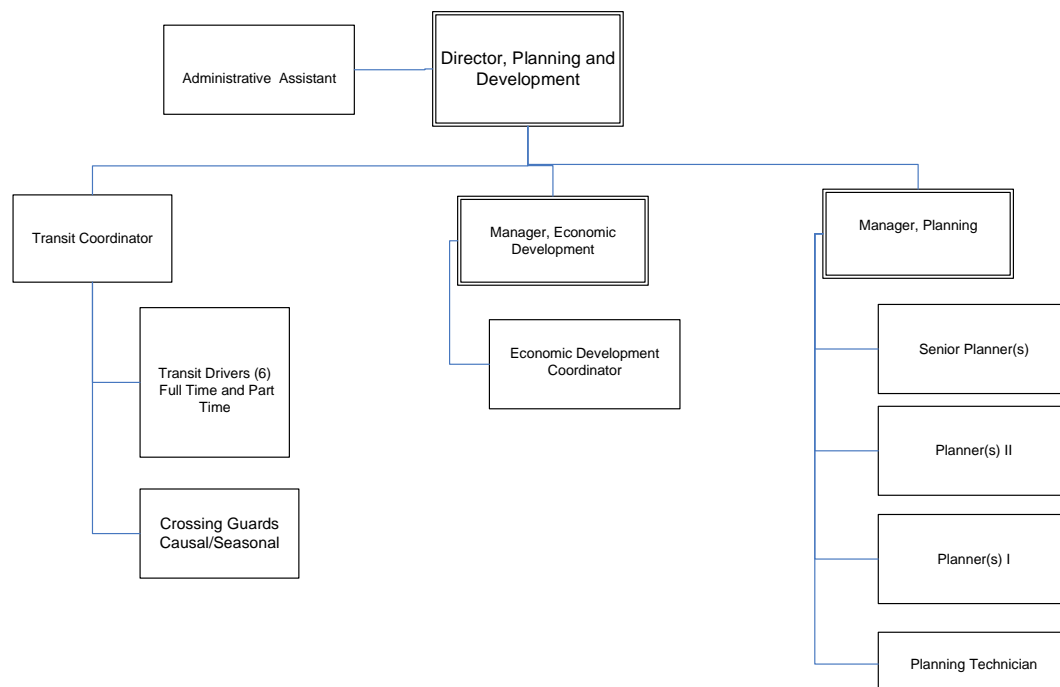 Administrative Assistant
Director, Planning and
Development
Transit Coordinator
Manager, Economic
Development
Manager, Planning
Transit Drivers (6)
Full Time and Part
Time
Economic Development
Coordinator
Senior Planner(s)
Planner(s) II
Crossing Guards
Causal/Seasonal
Planner(s) I
Planning Technician